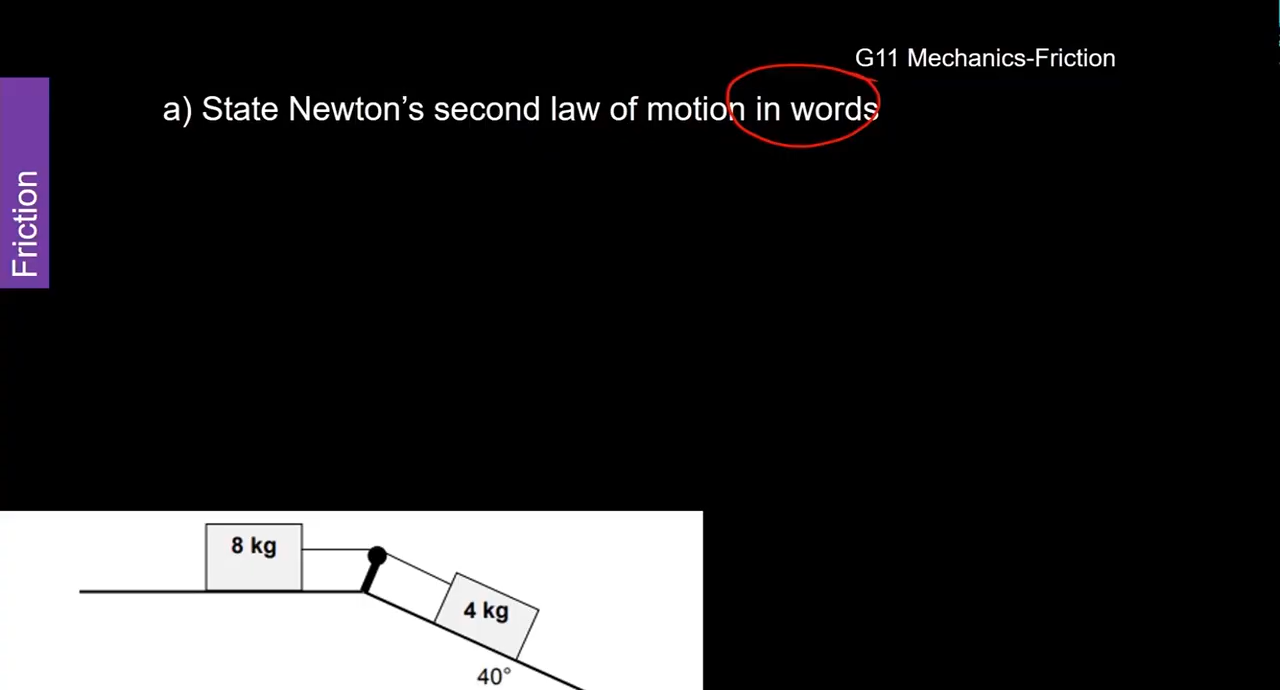 G11 Mechanics-Friction
a) State Newton’s second law of motion in words
Friction
8 kg
4 kg
40°